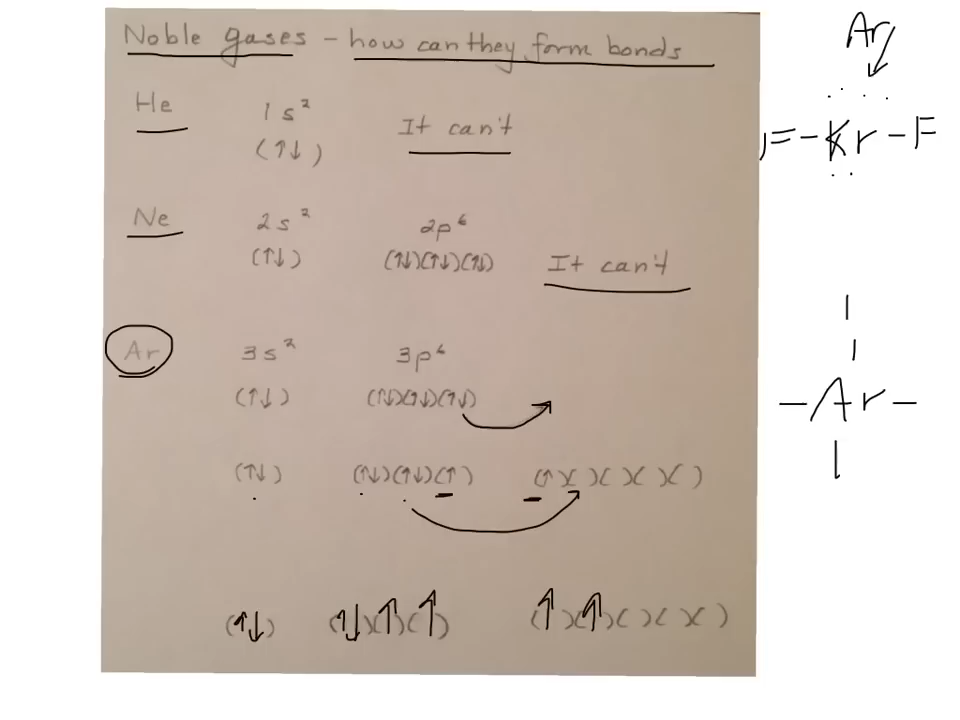 Noble gases – how can they form bonds
He 1s² It can't
(↑↓)
Ne 2s² 2p⁶
(↑↓) (↑↓)(↑↓)(↑↓) It can't
Ar 3s² 3p⁶
(↑↓) (↑↓)(↑↓)(↑↓)
(↑↓) (↑↓)(↑↓)(↑) (↑)( )( )( )( )
(↑↓) (↑↓)(↑)(↑) (↑)(↑)( )( )( )
Ar
F–Kr–F
–Ar–